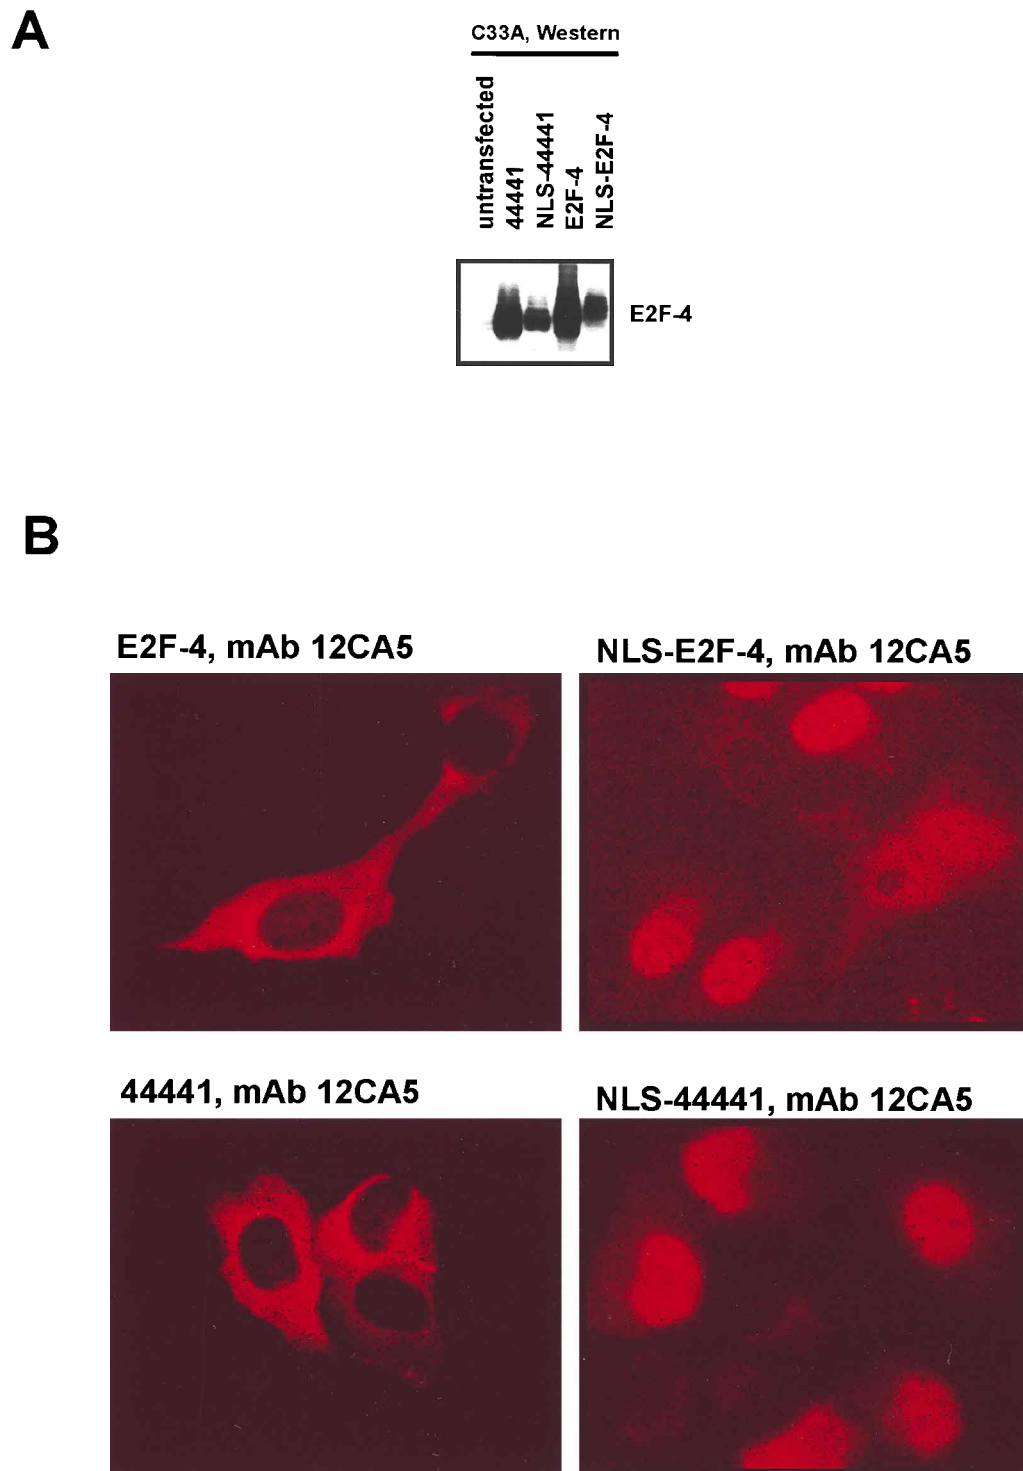 A
C33A, Western
untransfected
44441
NLS-44441
E2F-4
NLS-E2F-4
E2F-4
B
E2F-4, mAb 12CA5
NLS-E2F-4, mAb 12CA5
44441, mAb 12CA5
NLS-44441, mAb 12CA5